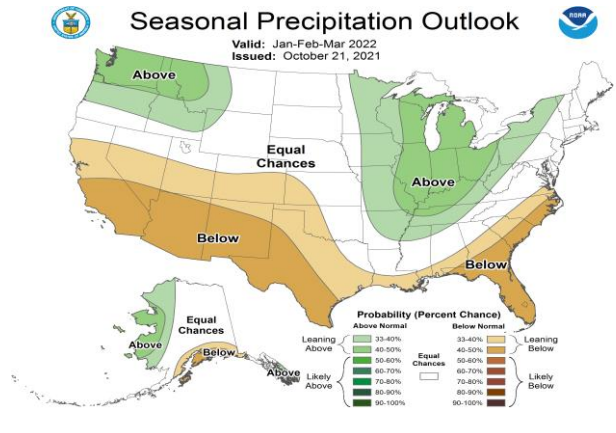 Seasonal Precipitation Outlook
NOAA
Valid: Jan-Feb-Mar 2022
Issued: October 21, 2021
Above
Equal
Chances
Above
Below
Below
Equal
Chances
Above
Below
Above
Probability (Percent Chance)
Above Normal
Below Normal
Leaning
Above
33-40%
40-50%
Likely
Above
50-60%
60-70%
70-80%
80-90%
90-100%
Equal
Chances
33-40%
40-50%
Leaning
Below
50-60%
60-70%
70-80%
80-90%
90-100%
Likely
Below